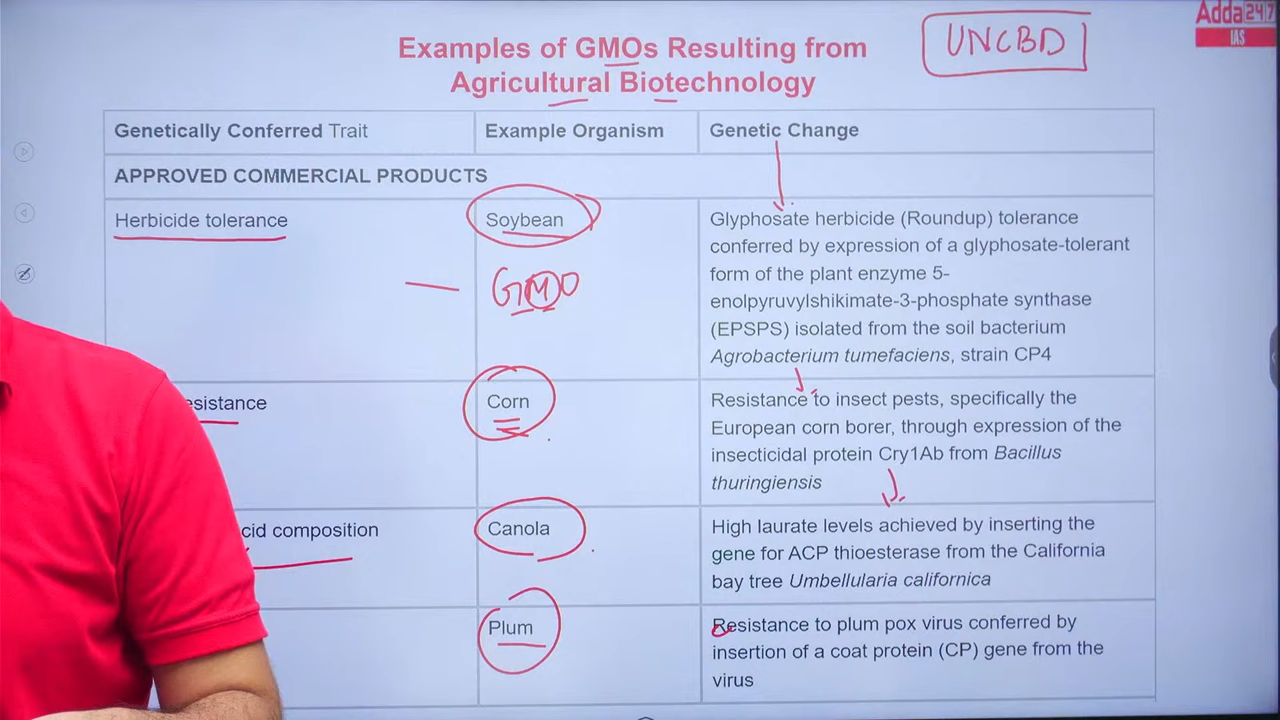 Adda 247
IAS
UNCBD
Examples of GMOs Resulting from
Agricultural Biotechnology
Genetically Conferred Trait
Example Organism
Genetic Change
APPROVED COMMERCIAL PRODUCTS
Herbicide tolerance
Soybean
GMO
Glyphosate herbicide (Roundup) tolerance
conferred by expression of a glyphosate-tolerant
form of the plant enzyme 5-
enolpyruvylshikimate-3-phosphate synthase
(EPSPS) isolated from the soil bacterium
Agrobacterium tumefaciens, strain CP4
esistance
Corn
Resistance to insect pests, specifically the
European corn borer, through expression of the
insecticidal protein Cry1Ab from Bacillus
thuringiensis
cid composition
Canola
High laurate levels achieved by inserting the
gene for ACP thioesterase from the California
bay tree Umbellularia californica
Plum
Resistance to plum pox virus conferred by
insertion of a coat protein (CP) gene from the
virus